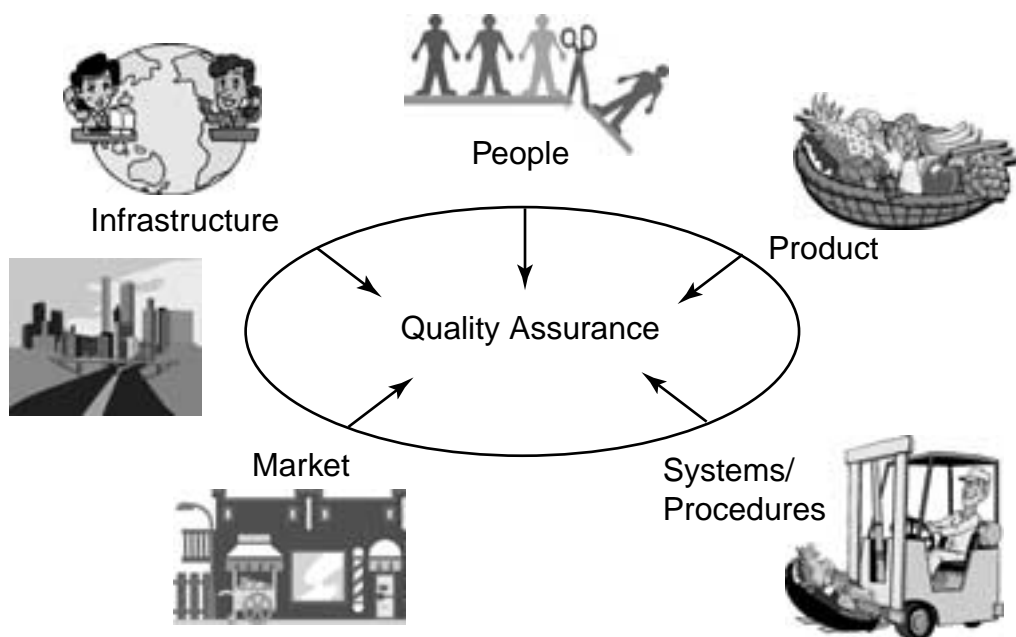 People
Infrastructure
Product
Quality Assurance
Market
Systems/
Procedures